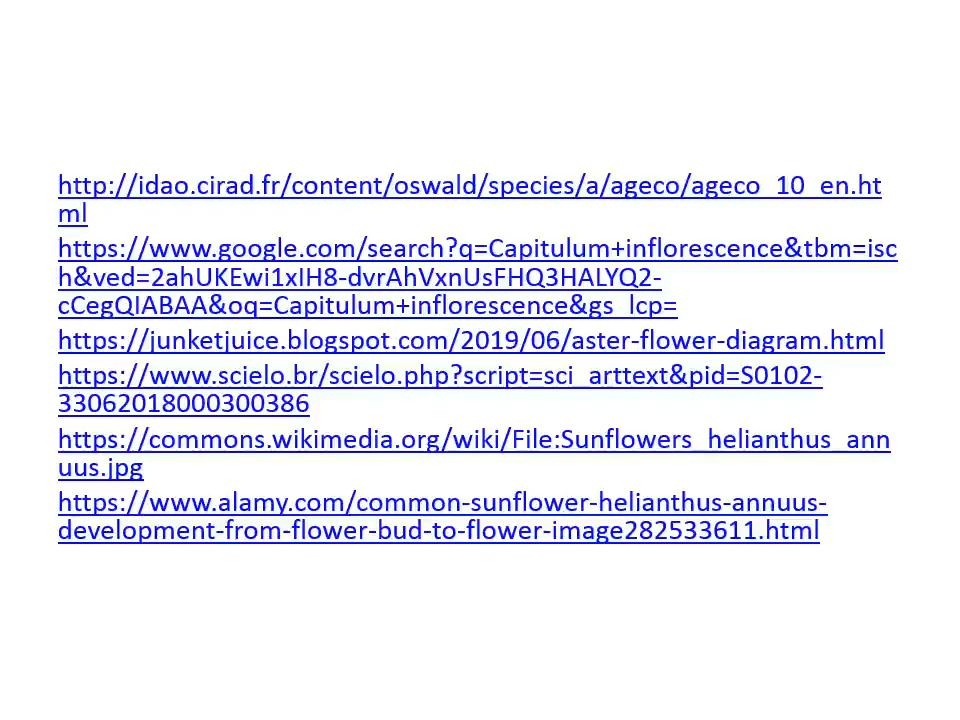 http://idao.cirad.fr/content/oswald/species/a/ageco/ageco_10_en.ht
ml
https://www.google.com/search?q=Capitulum+inflorescence&tbm=isc
h&ved=2ahUKEwi1xIH8-dvrAhVxnUsFHQ3HALYQ2-
cCegQIABAA&oq=Capitulum+inflorescence&gs_lcp=
https://junketjuice.blogspot.com/2019/06/aster-flower-diagram.html
https://www.scielo.br/scielo.php?script=sci_arttext&pid=S0102-
33062018000300386
https://commons.wikimedia.org/wiki/File:Sunflowers_helianthus_ann
uus.jpg
https://www.alamy.com/common-sunflower-helianthus-annuus-
development-from-flower-bud-to-flower-image282533611.html